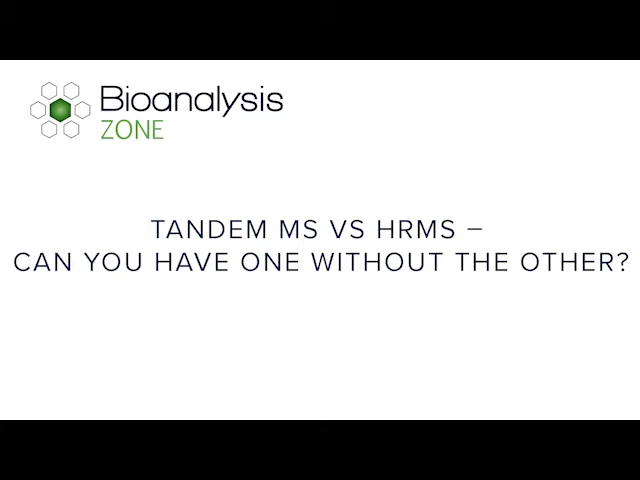 Bioanalysis
ZONE
TANDEM MS VS HRMS –
CAN YOU HAVE ONE WITHOUT THE OTHER?